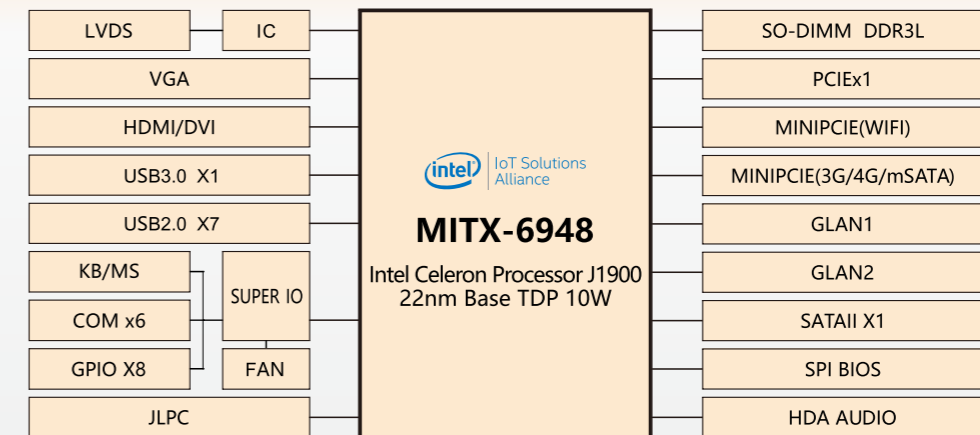 LVDS
IC
VGA
HDMI/DVI
USB3.0 X1
USB2.0 X7
KB/MS
COM x6
GPIO X8
SUPER IO
FAN
JLPC
intel IoT Solutions
Alliance
MITX-6948
Intel Celeron Processor J1900
22nm Base TDP 10W
SO-DIMM DDR3L
PCIEx1
MINIPCIE(WIFI)
MINIPCIE(3G/4G/mSATA)
GLAN1
GLAN2
SATAII X1
SPI BIOS
HDA AUDIO